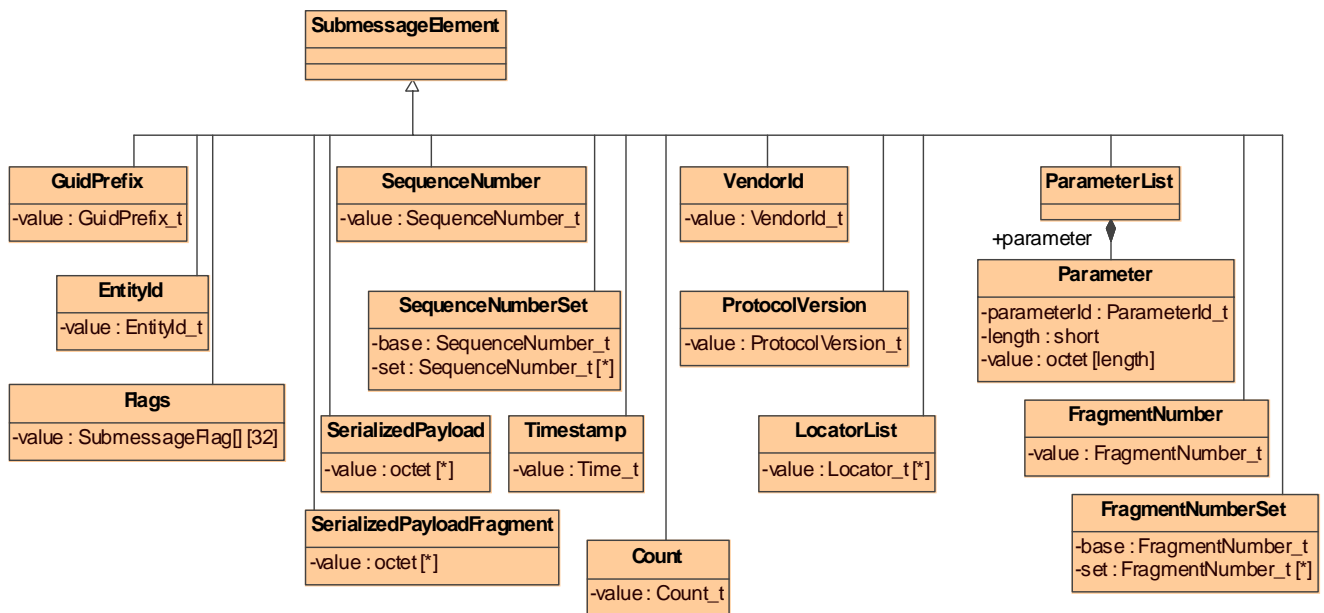 SubmessageElement
GuidPrefix
-value : GuidPrefix_t
SequenceNumber
-value : SequenceNumber_t
VendorId
-value : VendorId_t
ParameterList
+parameter
EntityId
-value : EntityId_t
SequenceNumberSet
-base : SequenceNumber_t
-set : SequenceNumber_t [*]
ProtocolVersion
-value : ProtocolVersion_t
Parameter
-parameterId : ParameterId_t
-length : short
-value : octet [length]
Flags
-value : SubmessageFlag[] [32]
SerializedPayload
-value : octet [*]
Timestamp
-value : Time_t
LocatorList
-value : Locator_t [*]
FragmentNumber
-value : FragmentNumber_t
SerializedPayloadFragment
-value : octet [*]
Count
-value : Count_t
FragmentNumberSet
-base : FragmentNumber_t
-set : FragmentNumber_t [*]